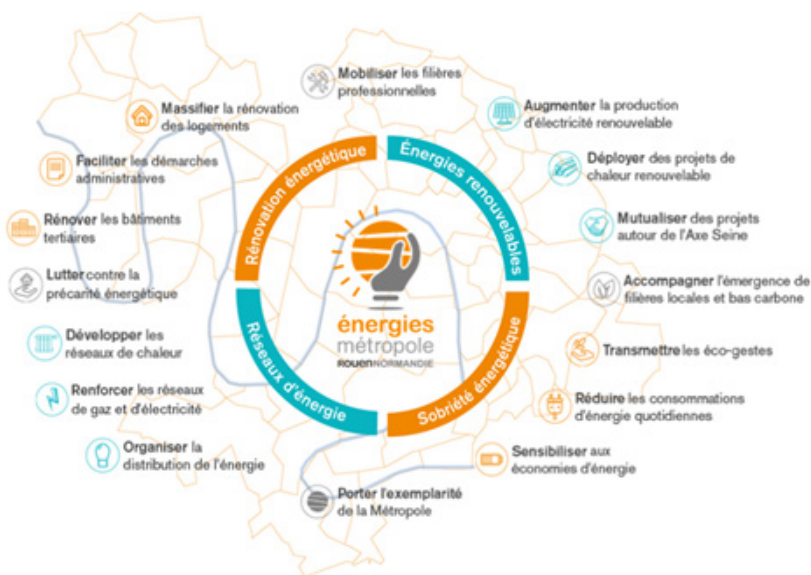 Mobiliser les filières
professionnelles
Massifier la rénovation
des logements
Augmenter la production
d'électricité renouvelable
Faciliter les démarches
administratives
Déployer des projets de
chaleur renouvelable
Rénover les bâtiments
tertiaires
Mutualiser des projets
autour de l'Axe Seine
Lutter contre la
précarité énergétique
Accompagner l'émergence de
filières locales et bas carbone
Développer les
réseaux de chaleur
Transmettre les éco-gestes
Renforcer les réseaux
de gaz et d'électricité
Réduire les consommations
d'énergie quotidiennes
Organiser la
distribution de l'énergie
Sensibiliser aux
économies d'énergie
Porter l'exemplarité
de la Métropole
Rénovation énergétique
Énergies renouvelables
Réseaux d'énergie
Sobriété énergétique
énergies
métropole
ROUENNORMANDIE